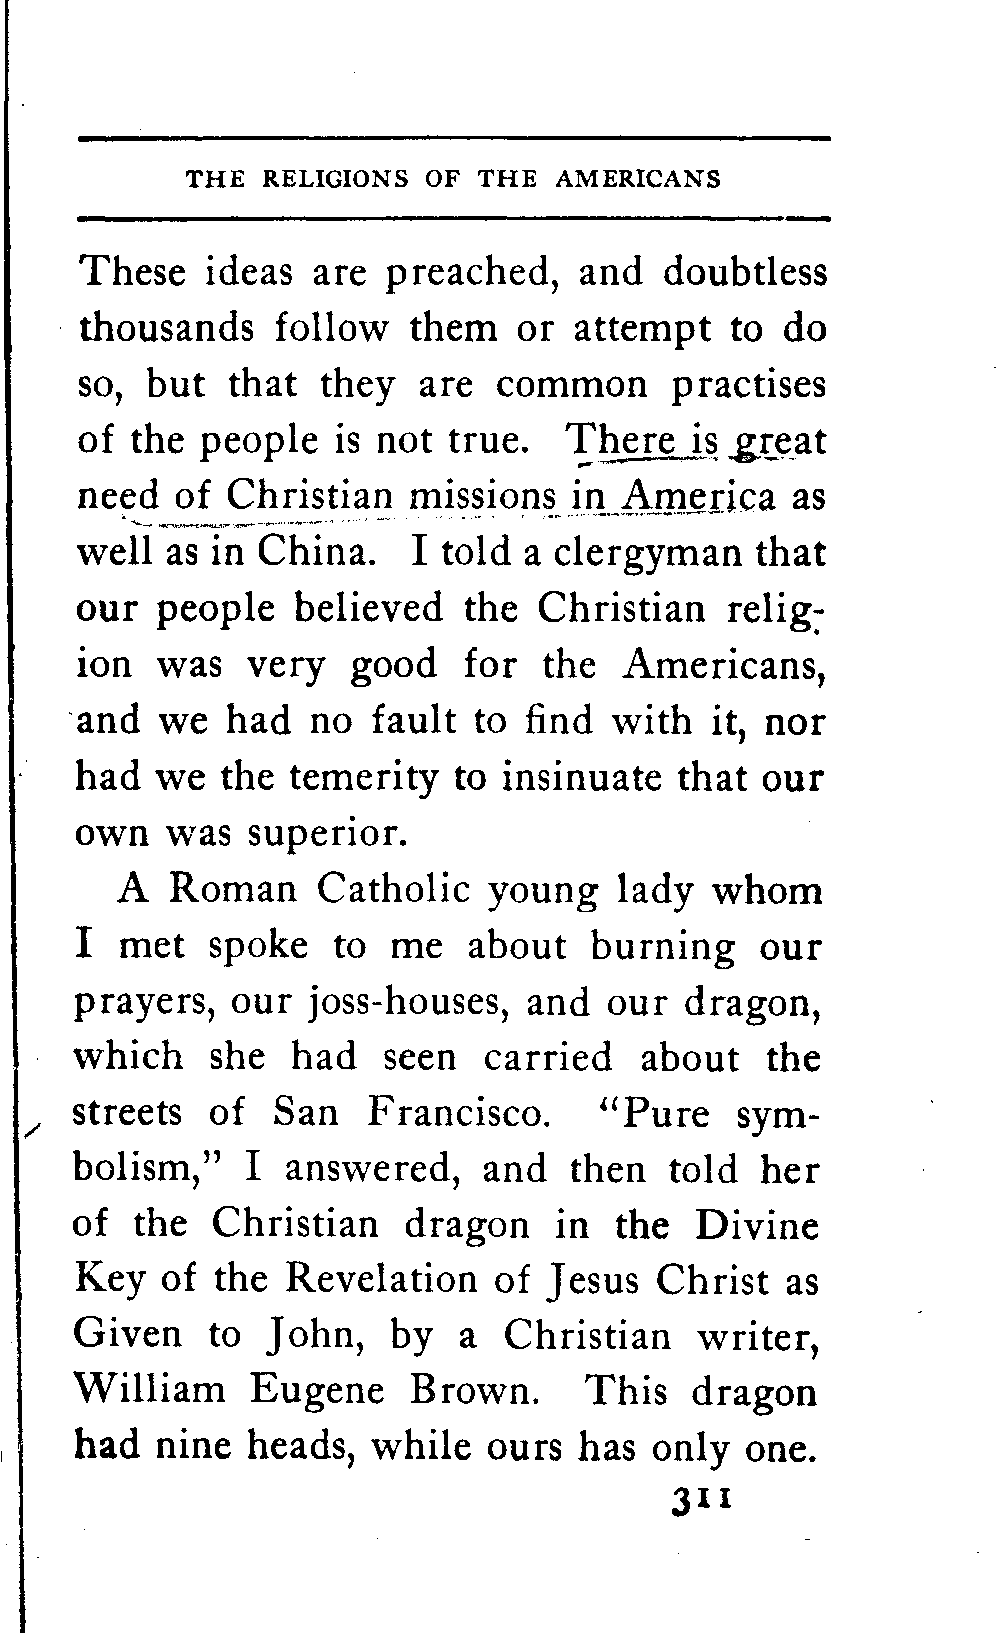 THE RELIGIONS OF THE AMERICANS
These ideas are preached, and doubtless
thousands follow them or attempt to do
so, but that they are common practises
of the people is not true. There is great
need of Christian missions in America as
well as in China. I told a clergyman that
our people believed the Christian relig-
ion was very good for the Americans,
and we had no fault to find with it, nor
had we the temerity to insinuate that our
own was superior.
A Roman Catholic young lady whom
I met spoke to me about burning our
prayers, our joss-houses, and our dragon,
which she had seen carried about the
streets of San Francisco. “Pure sym-
bolism,” I answered, and then told her
of the Christian dragon in the Divine
Key of the Revelation of Jesus Christ as
Given to John, by a Christian writer,
William Eugene Brown. This dragon
had nine heads, while ours has only one.
311